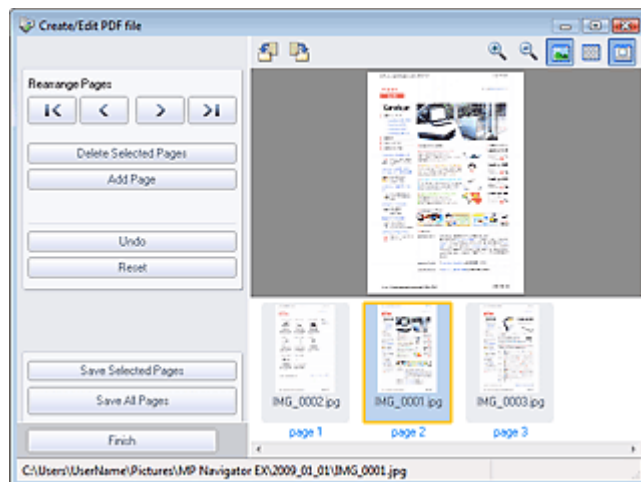 Create/Edit PDF file
Rearrange Pages
Delete Selected Pages
Add Page
Undo
Reset
Save Selected Pages
Save All Pages
Finish
IMG_0002.jpg
IMG_0001.jpg
IMG_0003.jpg
page 1
page 2
page 3
C:\Users\UserName\Pictures\MP Navigator EX\2009_01_01\IMG_0001.jpg